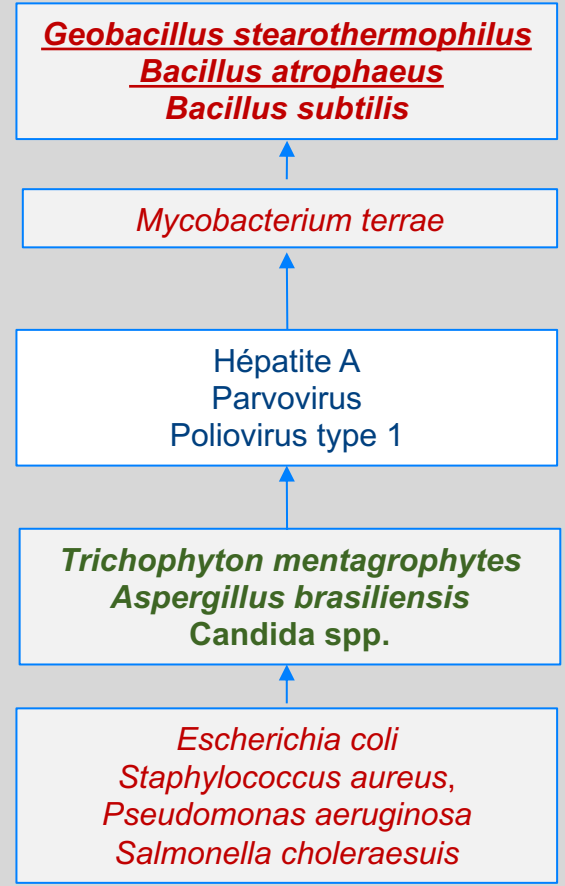 Geobacillus stearothermophilus
Bacillus atrophaeus
Bacillus subtilis
Mycobacterium terrae
Hépatite A
Parvovirus
Poliovirus type 1
Trichophyton mentagrophytes
Aspergillus brasiliensis
Candida spp.
Escherichia coli
Staphylococcus aureus,
Pseudomonas aeruginosa
Salmonella choleraesuis